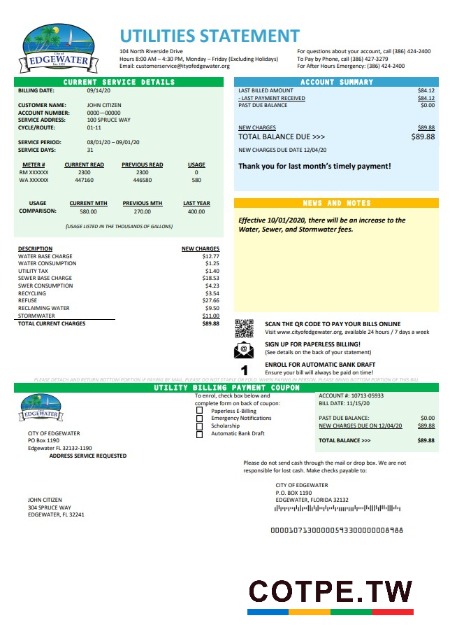 CITY OF
EDGEWATER
UTILITIES STATEMENT
104 North Riverside Drive
Hours 8:00 AM – 4:30 PM, Monday – Friday (Excluding Holidays)
Email: customerservice@cityofedgewater.org
For questions about your account, call (386) 424-2400
To Pay by Phone, call (386) 427-3279
For After Hours Emergency: (386) 424-2400
CURRENT SERVICE DETAILS
BILLING DATE: 09/14/20
CUSTOMER NAME: JOHN CITIZEN
ACCOUNT NUMBER: 0000---00000
SERVICE ADDRESS: 100 SPRUCE WAY
CYCLE/ROUTE: 01-11
SERVICE PERIOD: 08/01/20 – 09/01/20
SERVICE DAYS: 31
METER # CURRENT READ PREVIOUS READ USAGE
RM XXXXXX 2300 2300 0
WA XXXXXX 447160 446580 580
USAGE CURRENT MTH PREVIOUS MTH LAST YEAR
COMPARISON: 580.00 270.00 400.00
(USAGE LISTED IN THE THOUSANDS OF GALLONS)
DESCRIPTION NEW CHARGES
WATER BASE CHARGE $12.77
WATER CONSUMPTION $1.25
UTILITY TAX $1.40
SEWER BASE CHARGE $18.53
SWER CONSUMPTION $4.23
RECYCLING $3.54
REFUSE $27.66
RECLAIMING WATER $9.50
STORMWATER $11.00
TOTAL CURRENT CHARGES $89.88
ACCOUNT SUMMARY
LAST BILLED AMOUNT $84.12
- LAST PAYMENT RECEIVED $84.12
PAST DUE BALANCE $0.00
NEW CHARGES $89.88
TOTAL BALANCE DUE >>> $89.88
NEW CHARGES DUE DATE 12/04/20
Thank you for last month's timely payment!
NEWS AND NOTES
Effective 10/01/2020, there will be an increase to the
Water, Sewer, and Stormwater fees.
SCAN THE QR CODE TO PAY YOUR BILLS ONLINE
Visit www.cityofedgewater.org, available 24 hours / 7 days a week
SIGN UP FOR PAPERLESS BILLING!
(See details on the back of your statement)
1
ENROLL FOR AUTOMATIC BANK DRAFT
Ensure your bill will always be paid on time!
UTILITY BILLING PAYMENT COUPON
EDGEWATER
CITY OF EDGEWATER
PO Box 1190
Edgewater FL 32132-1190
ADDRESS SERVICE REQUESTED
To enrol, check box below and
complete form on back of coupon:
Paperless E-Billing
Emergency Notifications
Scholarship
Automatic Bank Draft
ACCOUNT #: 10713-05933
BILL DATE: 11/15/20
PAST DUE BALANCE: $0.00
NEW CHARGES DUE ON 12/04/20 $89.88
TOTAL BALANCE >>> $89.88
Please do not send cash through the mail or drop box. We are not
responsible for lost cash. Make checks payable to:
CITY OF EDGEWATER
P.O. BOX 1190
EDGEWATER, FLORIDA 32132
JOHN CITIZEN
304 SPRUCE WAY
EDGEWATER, FL 32241
COTPE.TW